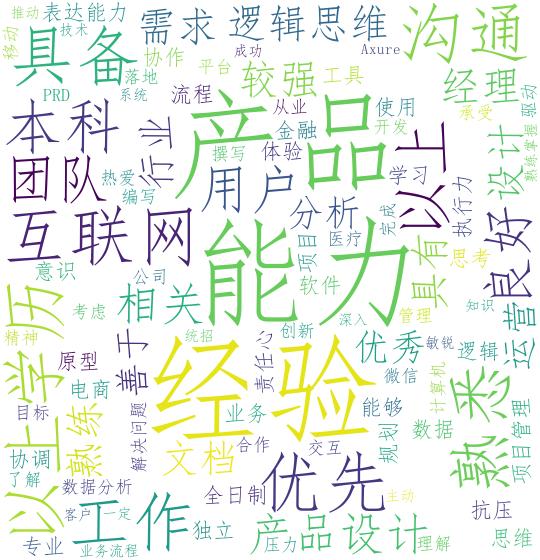 推动 表达能力 需求 逻辑思维 沟通
移动 技术 成功 Axure
具备 落地 协作 平台 较强 工具 经理
PRD 系统 流程 从业 使用 承受 驱动
本科 行业 产品 金融 开发 以上 设计 熟练掌握
热爱 撰写 体验 学习 执行力
团队 编写 用户 分析 完成
互联网 能力 项目 医疗 具有 思考 良好
意识 公司 软件 管理 知识
以上学历 考虑 相关 深入 运营
精神 统招 创新 优秀 敏锐 逻辑
原型 善于 经验 责任心 微信 计算机 熟悉
电商 能够
目标 熟练 解决问题 业务 规划 数据 项目管理
协调 文档 合作 交互
了解 数据分析 全日制 优先 主动 抗压
客户 一定 工作 独立 产品设计
专业 业务流程 压力 理解 思维